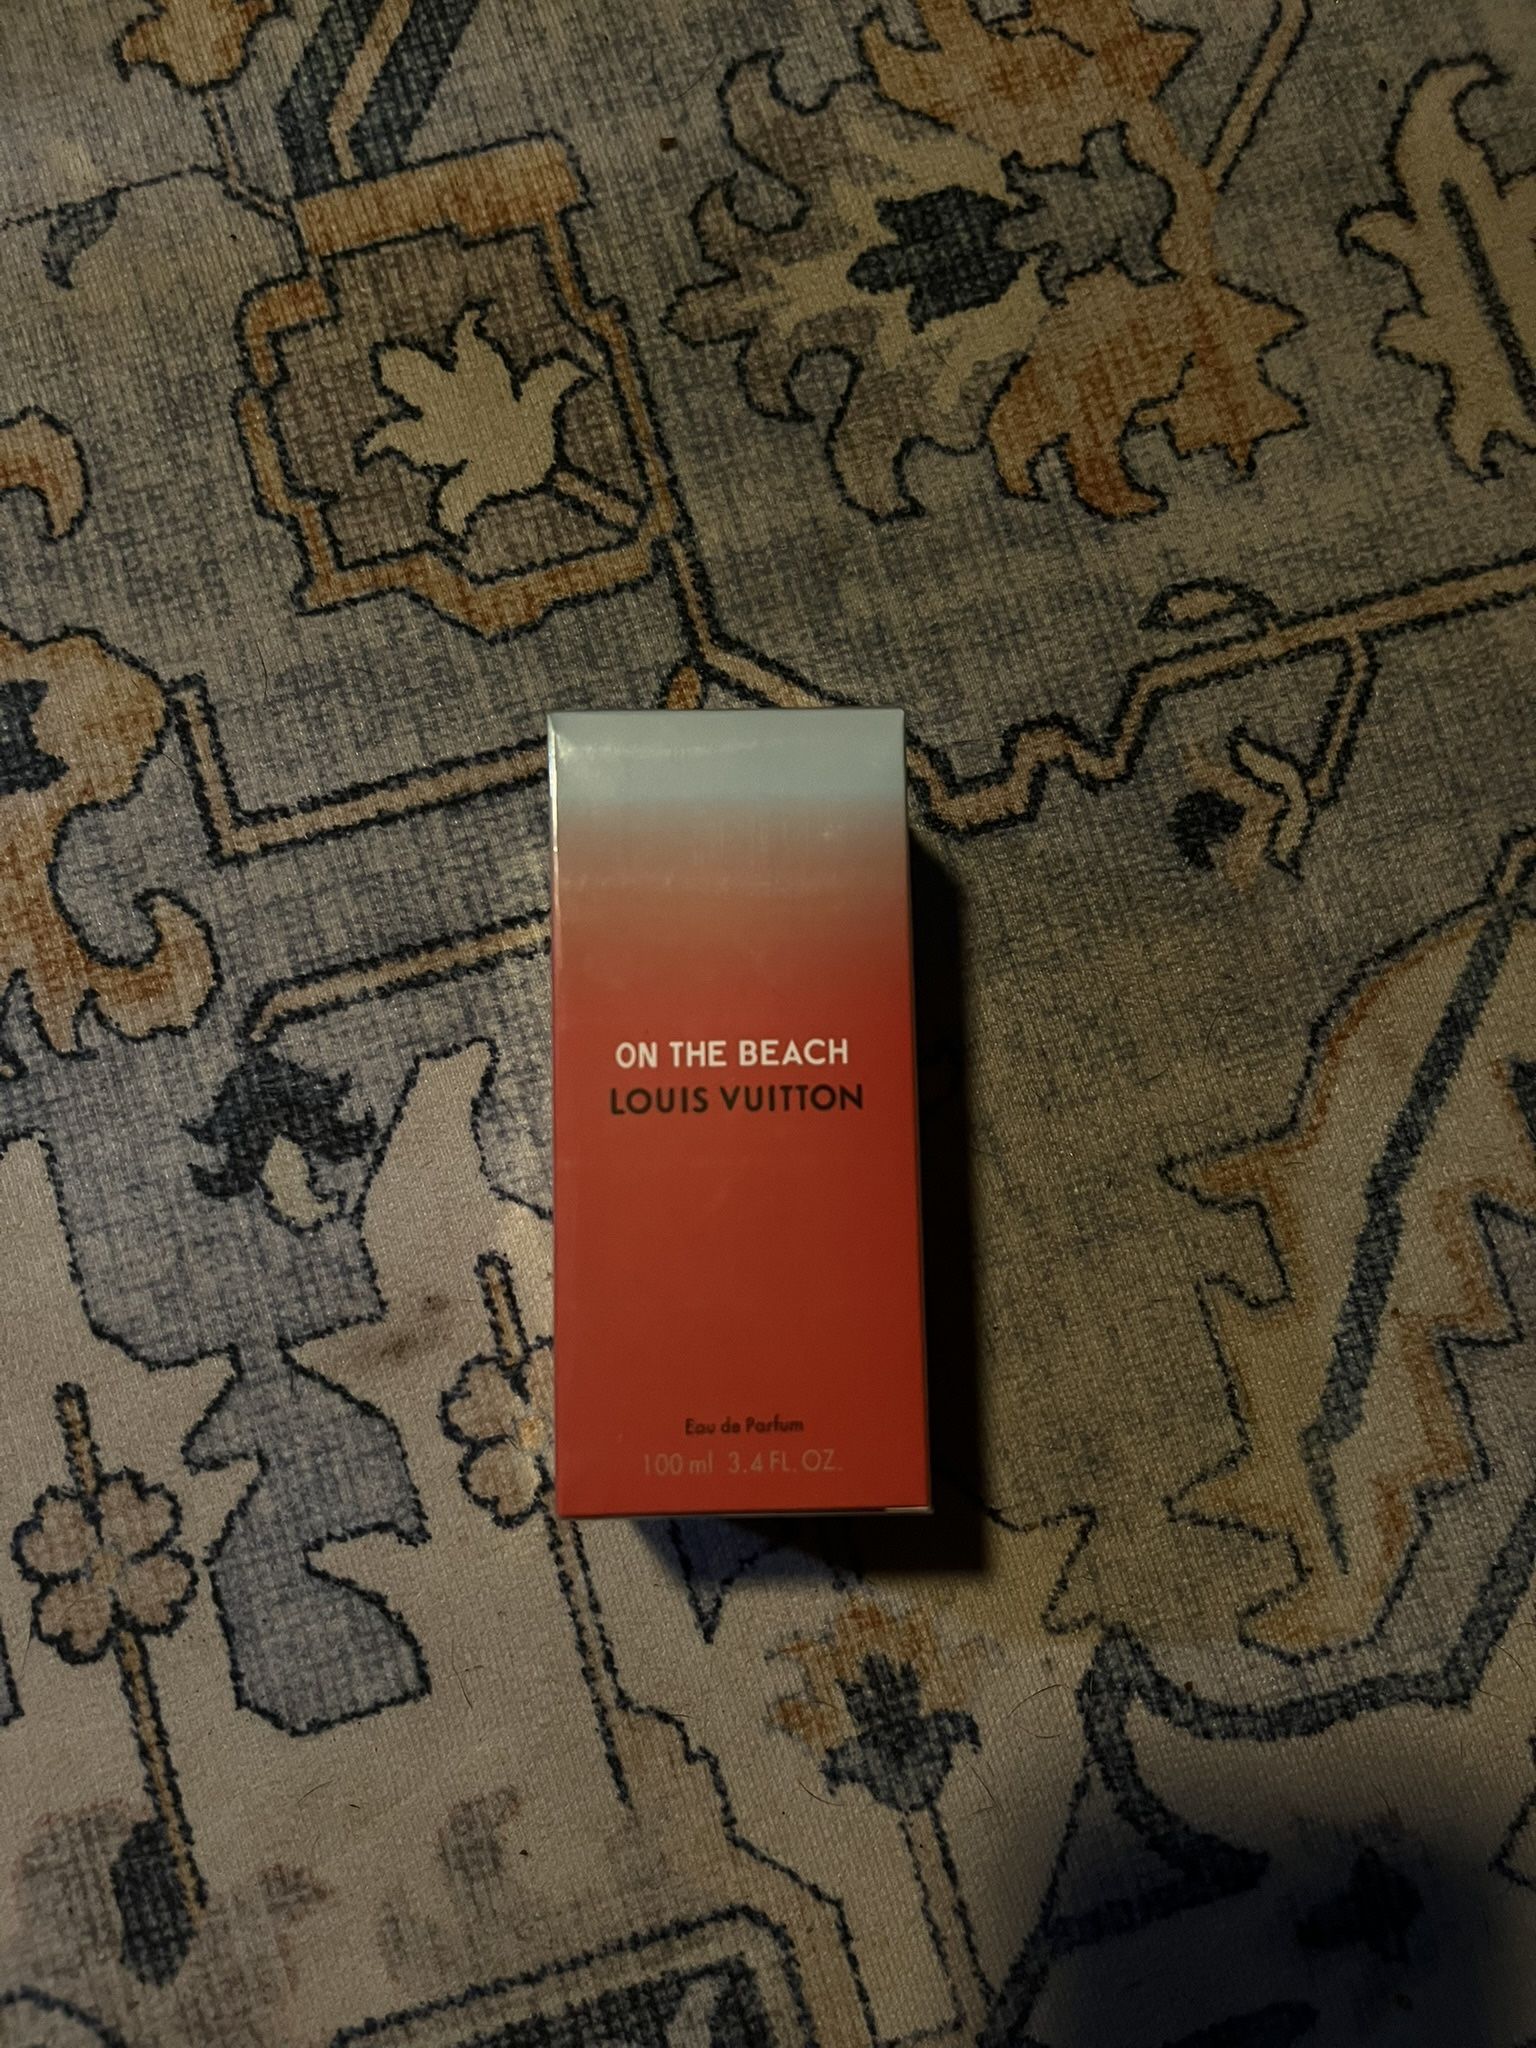 ON THE BEACH
LOUIS VUITTON
Eau de Parfum
100 ml 3.4 FL. OZ.